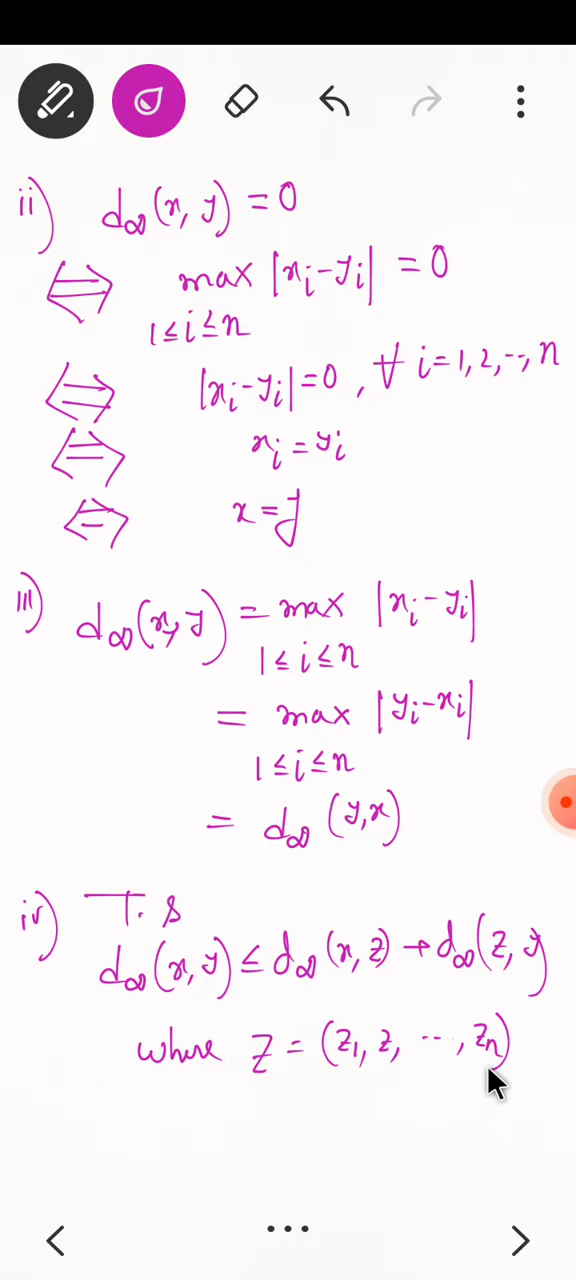 ii) d∞(x, y) = 0
⟺ max |xi - yi| = 0
1 ≤ i ≤ n
⟺ |xi - yi| = 0, ∀ i = 1, 2, .., n
⟺ xi = yi
⟺ x = y
iii) d∞(x, y) = max |xi - yi|
1 ≤ i ≤ n
= max |yi - xi|
1 ≤ i ≤ n
= d∞ (y, x)
iv) T. S
d∞(x, y) ≤ d∞(x, z) + d∞(z, y)
where z = (z1, z, ..., zn)